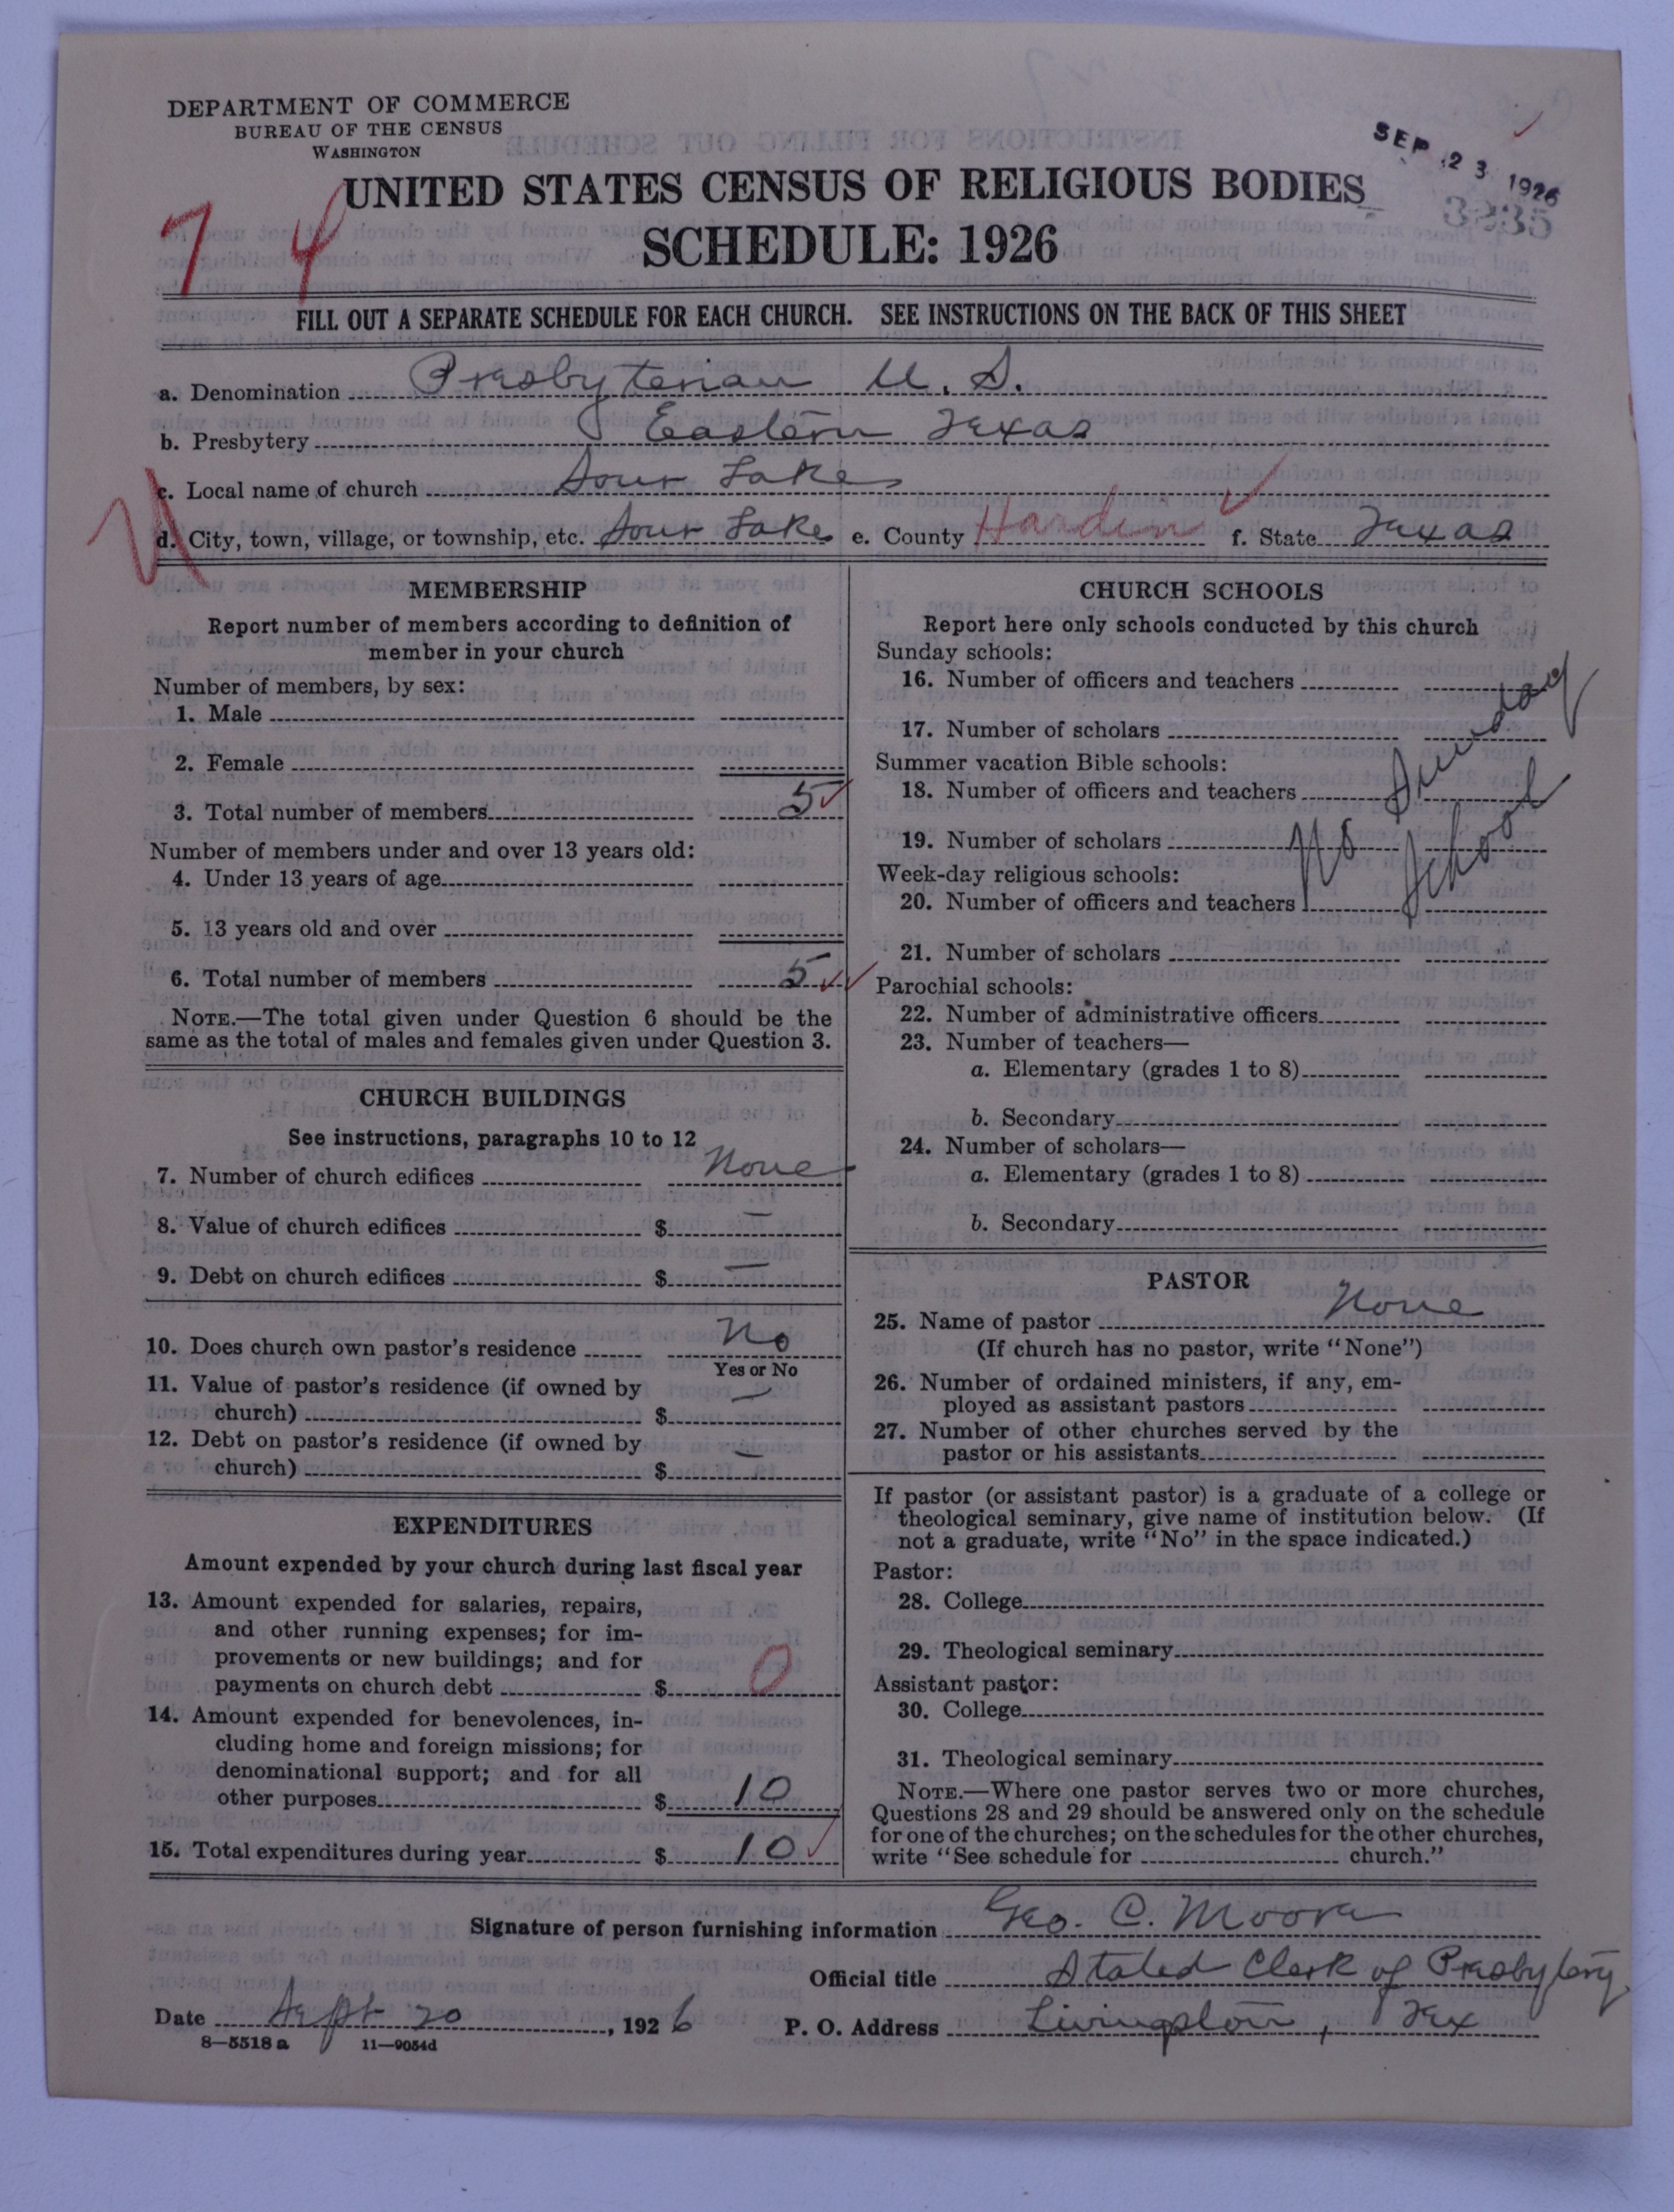 DEPARTMENT OF COMMERCE
BUREAU OF THE CENSUS
WASHINGTON
SEP 23 1926
3235
UNITED STATES CENSUS OF RELIGIOUS BODIES
SCHEDULE: 1926
7 4
FILL OUT A SEPARATE SCHEDULE FOR EACH CHURCH. SEE INSTRUCTIONS ON THE BACK OF THIS SHEET
a. Denomination Presbyterian U. S.
b. Presbytery Eastern Texas
c. Local name of church Sour Lake
d. City, town, village, or township, etc. Sour Lake e. County Hardin f. State Texas
MEMBERSHIP
Report number of members according to definition of
member in your church
Number of members, by sex:
1. Male
2. Female
3. Total number of members 5
Number of members under and over 13 years old:
4. Under 13 years of age
5. 13 years old and over
6. Total number of members 5
NOTE.—The total given under Question 6 should be the
same as the total of males and females given under Question 3.
CHURCH BUILDINGS
See instructions, paragraphs 10 to 12
7. Number of church edifices None
8. Value of church edifices $ —
9. Debt on church edifices $ —
10. Does church own pastor's residence No
Yes or No
11. Value of pastor's residence (if owned by
church) $ —
12. Debt on pastor's residence (if owned by
church) $ —
EXPENDITURES
Amount expended by your church during last fiscal year
13. Amount expended for salaries, repairs,
and other running expenses; for im-
provements or new buildings; and for
payments on church debt $ 0
14. Amount expended for benevolences, in-
cluding home and foreign missions; for
denominational support; and for all
other purposes $ 10
15. Total expenditures during year $ 10
CHURCH SCHOOLS
Report here only schools conducted by this church
Sunday schools:
16. Number of officers and teachers
17. Number of scholars
Summer vacation Bible schools:
18. Number of officers and teachers
19. Number of scholars
No Sunday School
Week-day religious schools:
20. Number of officers and teachers
21. Number of scholars
Parochial schools:
22. Number of administrative officers
23. Number of teachers—
a. Elementary (grades 1 to 8)
b. Secondary
24. Number of scholars—
a. Elementary (grades 1 to 8)
b. Secondary
PASTOR
25. Name of pastor None
(If church has no pastor, write "None")
26. Number of ordained ministers, if any, em-
ployed as assistant pastors
27. Number of other churches served by the
pastor or his assistants
If pastor (or assistant pastor) is a graduate of a college or
theological seminary, give name of institution below. (If
not a graduate, write "No" in the space indicated.)
Pastor:
28. College
29. Theological seminary
Assistant pastor:
30. College
31. Theological seminary
NOTE.—Where one pastor serves two or more churches,
Questions 28 and 29 should be answered only on the schedule
for one of the churches; on the schedules for the other churches,
write "See schedule for church."
Signature of person furnishing information Geo. C. Moore
Official title Stated Clerk of Presbytery
Date Sept 20, 1926 P. O. Address Livingston, Tex
8—5518a 11—9054d